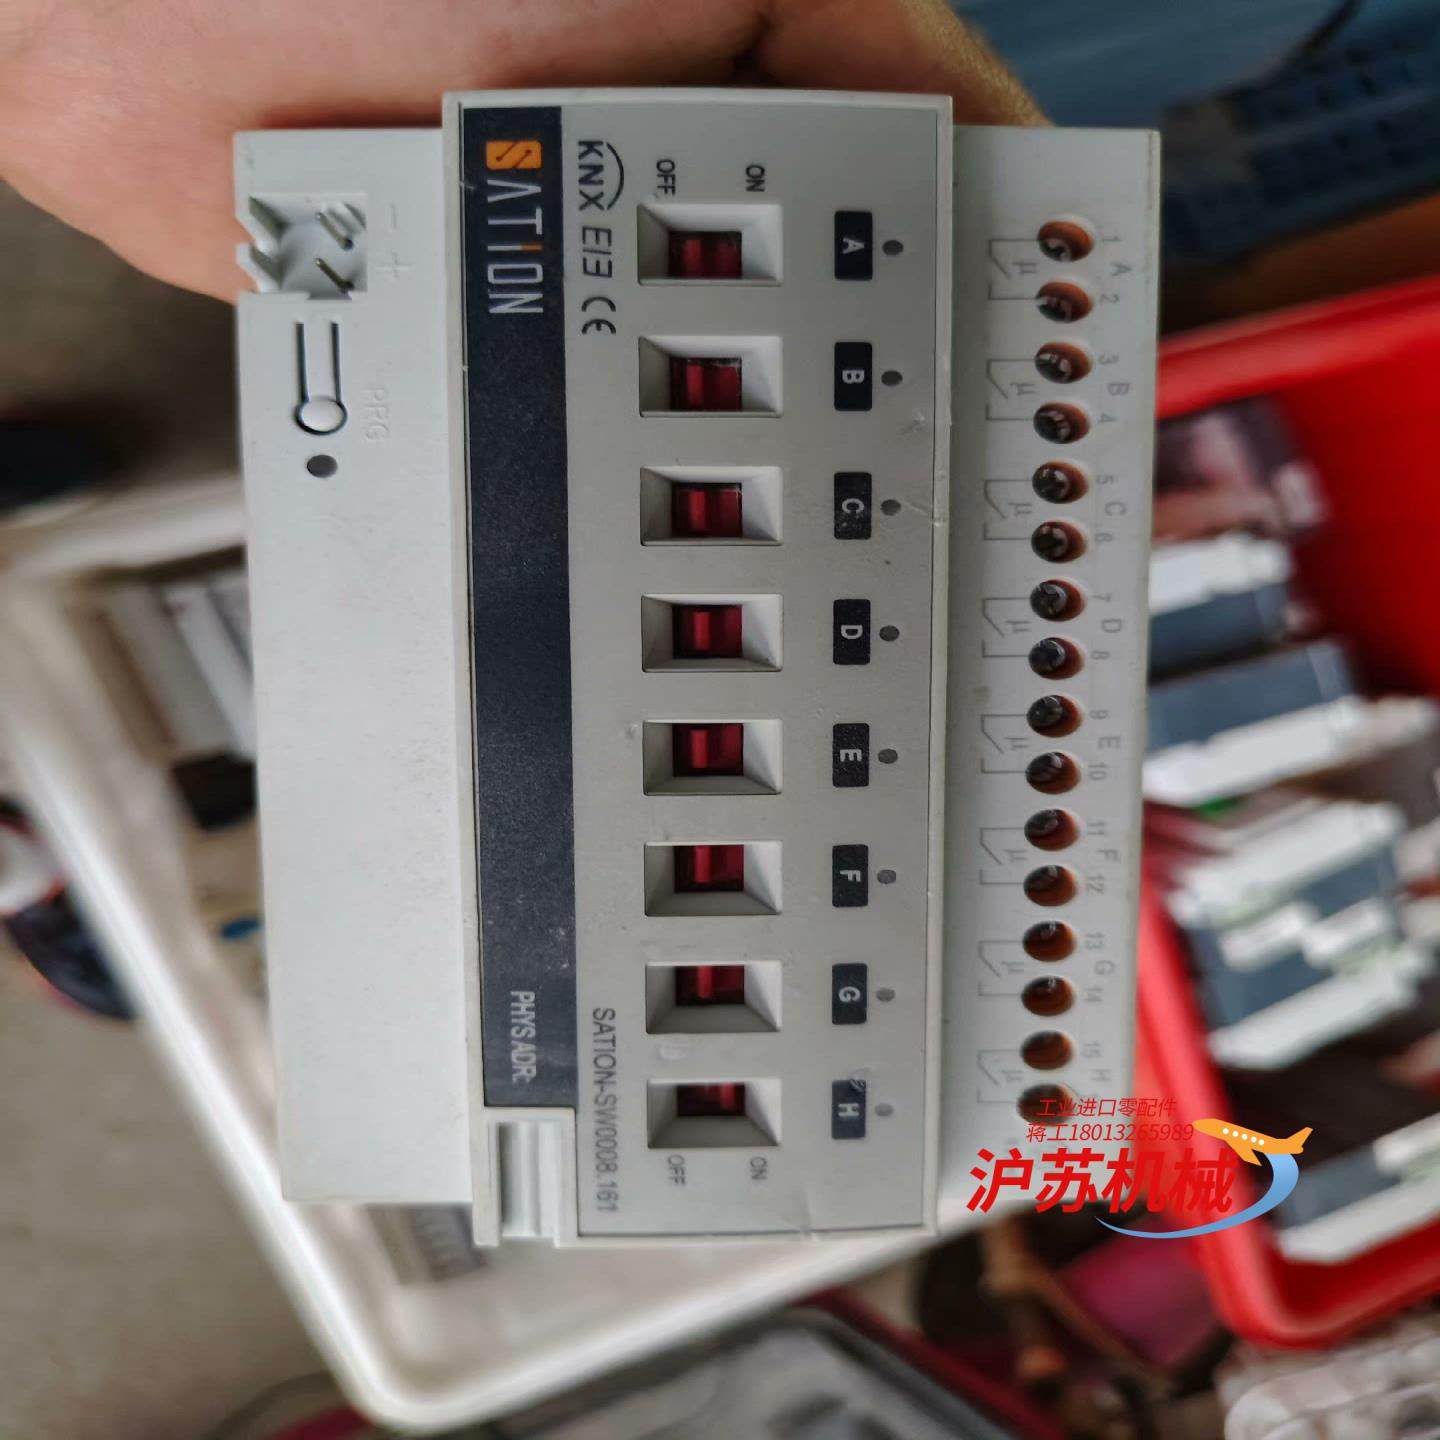 SATION
KNX EIB CE
OFF
ON
A
B
C
D
E
F
G
H
OFF
ON
PHYS ADR:
SATION-SW0008.161
- +
PRG
1 A 2
3 B 4
5 C 6
7 D 8
9 E 10
11 F 12
13 G 14
15 H
μ
μ
μ
μ
μ
μ
μ
μ
工业进口零配件
蒋工18013265989
沪苏机械